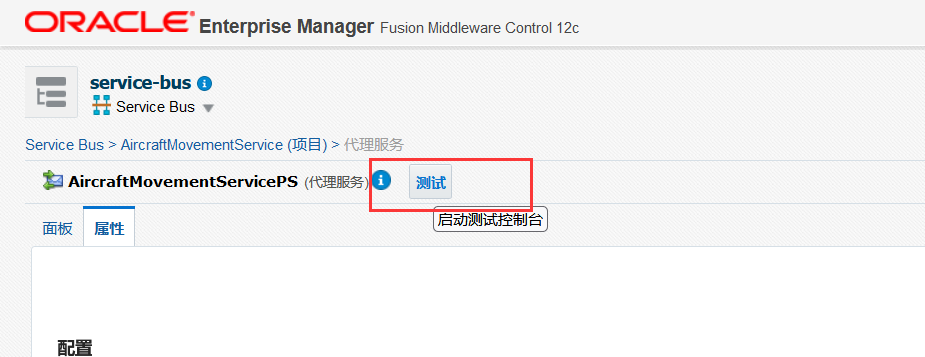 ORACLE Enterprise Manager Fusion Middleware Control 12c
service-bus
Service Bus
Service Bus > AircraftMovementService (项目) > 代理服务
AircraftMovementServicePS (代理服务) 测试
启动测试控制台
面板 属性
配置